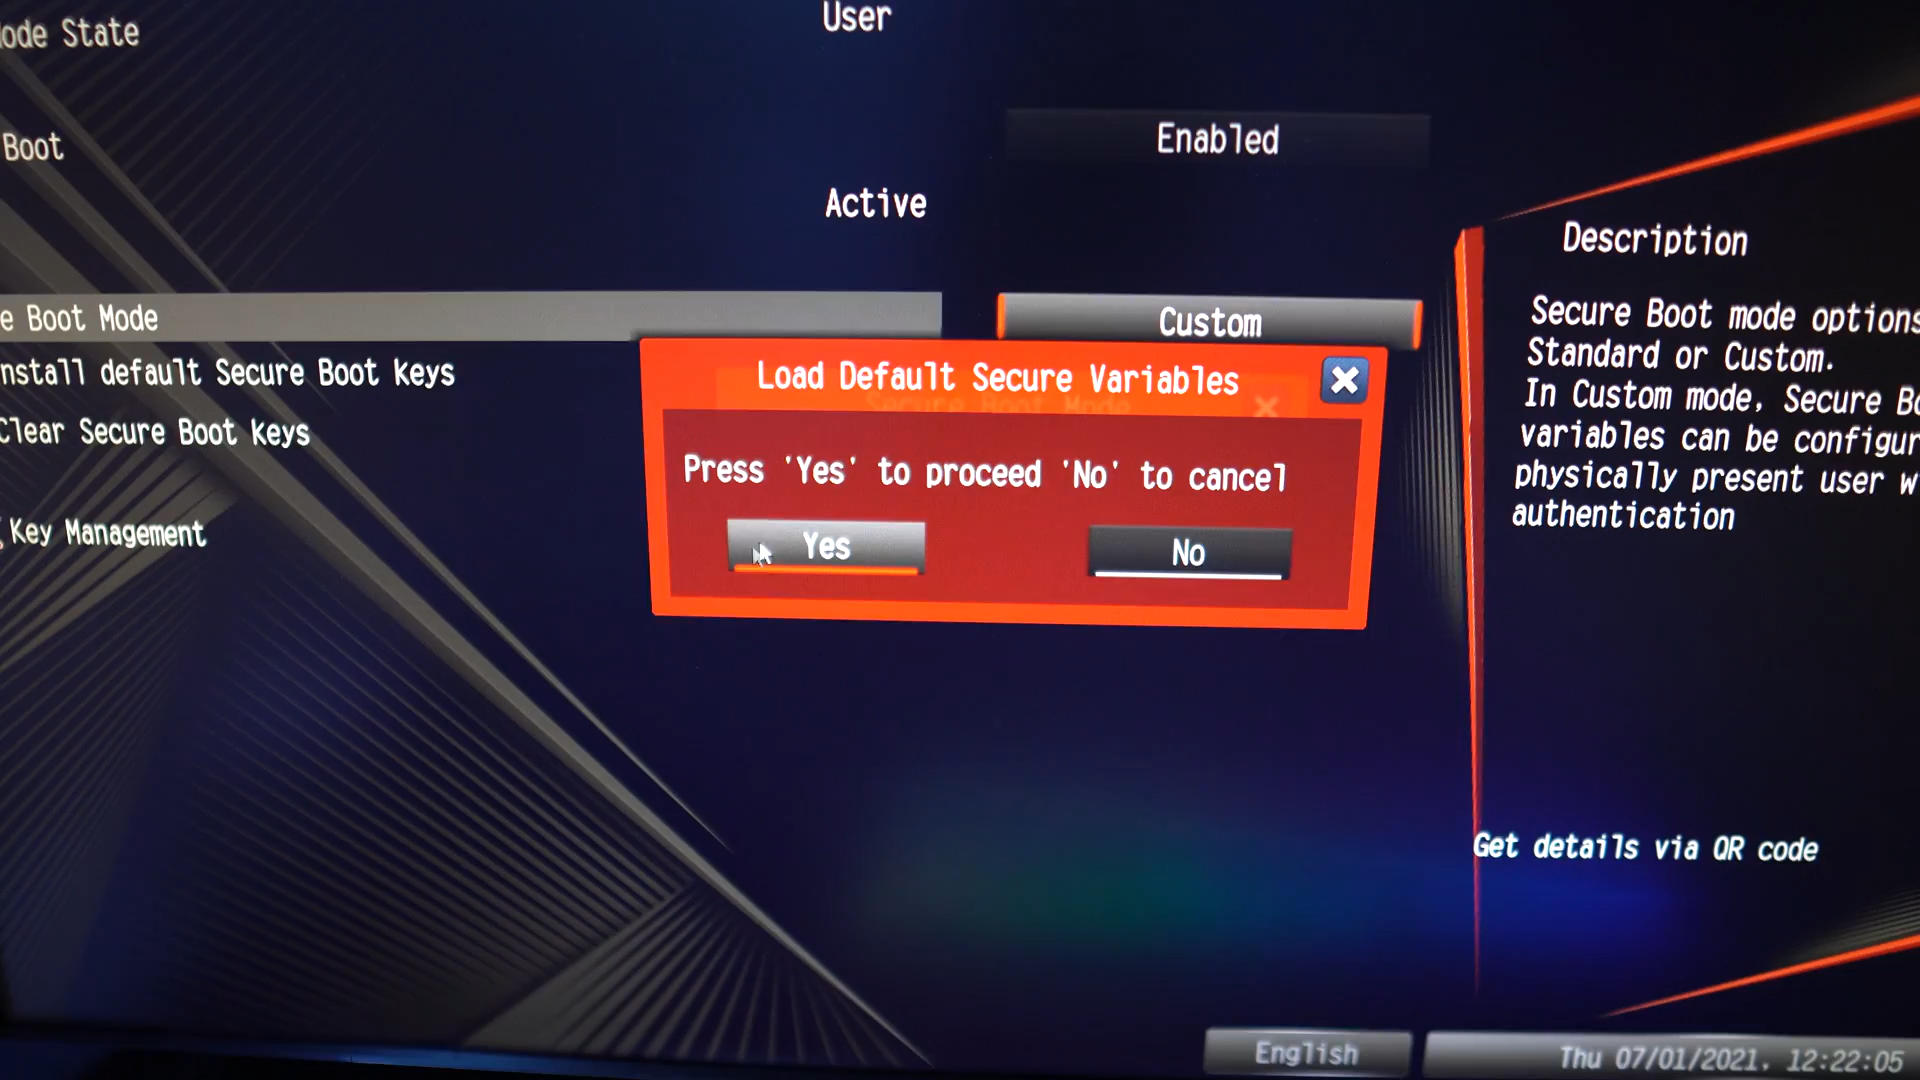 ode State
User
Boot
Enabled
Active
e Boot Mode
Custom
nstall default Secure Boot keys
Clear Secure Boot keys
Key Management
Load Default Secure Variables
Secure Boot Mode
Press 'Yes' to proceed 'No' to cancel
Yes
No
Description
Secure Boot mode options
Standard or Custom.
In Custom mode, Secure Bo
variables can be configur
physically present user w
authentication
Get details via QR code
English
Thu 07/01/2021, 12:22:05